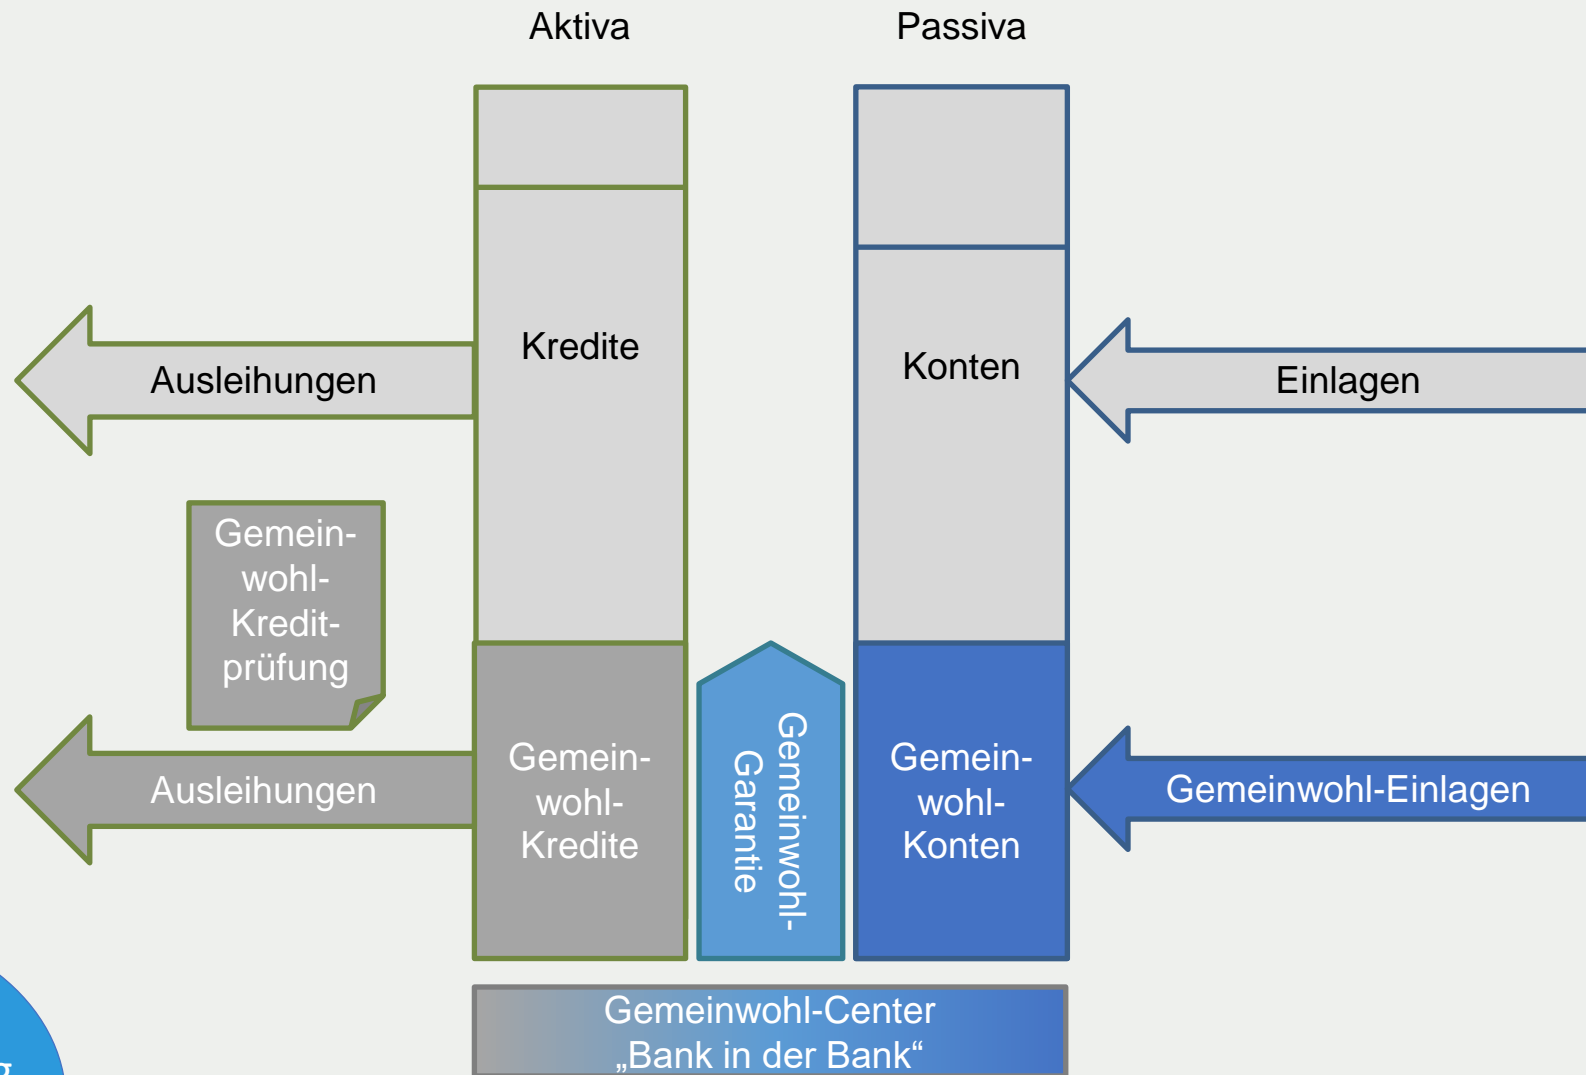 Aktiva
Passiva
Kredite
Konten
Ausleihungen
Einlagen
Gemein-
wohl-
Kredit-
prüfung
Ausleihungen
Gemein-
wohl-
Kredite
Gemeinwohl-
Garantie
Gemein-
wohl-
Konten
Gemeinwohl-Einlagen
Gemeinwohl-Center
„Bank in der Bank“